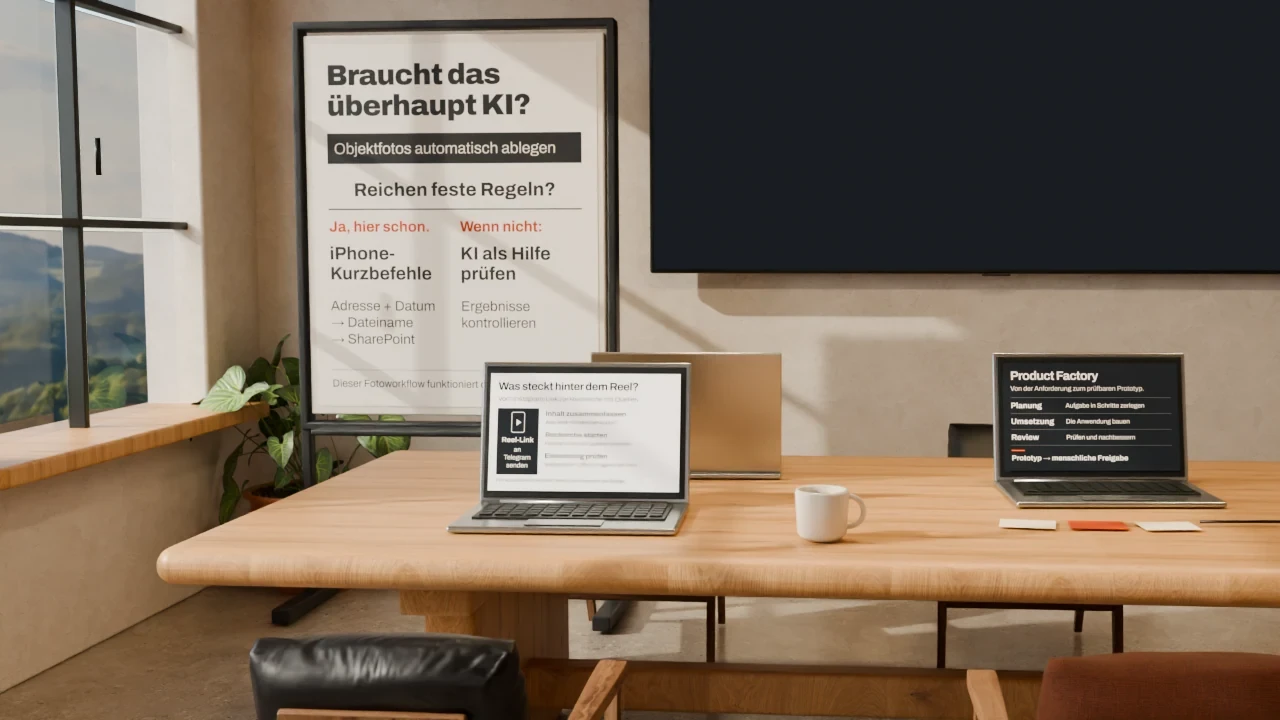 Braucht das
überhaupt KI?
Objektfotos automatisch ablegen
Reichen feste Regeln?
Ja, hier schon.
iPhone-
Kurzbefehle
Adresse + Datum
→ Dateiname
→ SharePoint
Wenn nicht:
KI als Hilfe
prüfen
Ergebnisse
kontrollieren
Dieser Fotoworkflow funktioniert
Was steckt hinter dem Reel?
Reel-Link
an
Telegram
senden
Inhalt zusammenfassen
Product Factory
Von der Anforderung zum prüfbaren Prototyp.
Planung Aufgabe in Schritte zerlegen
Umsetzung Die Anwendung bauen
Review Prüfen und nachbessern
Prototyp → menschliche Freigabe